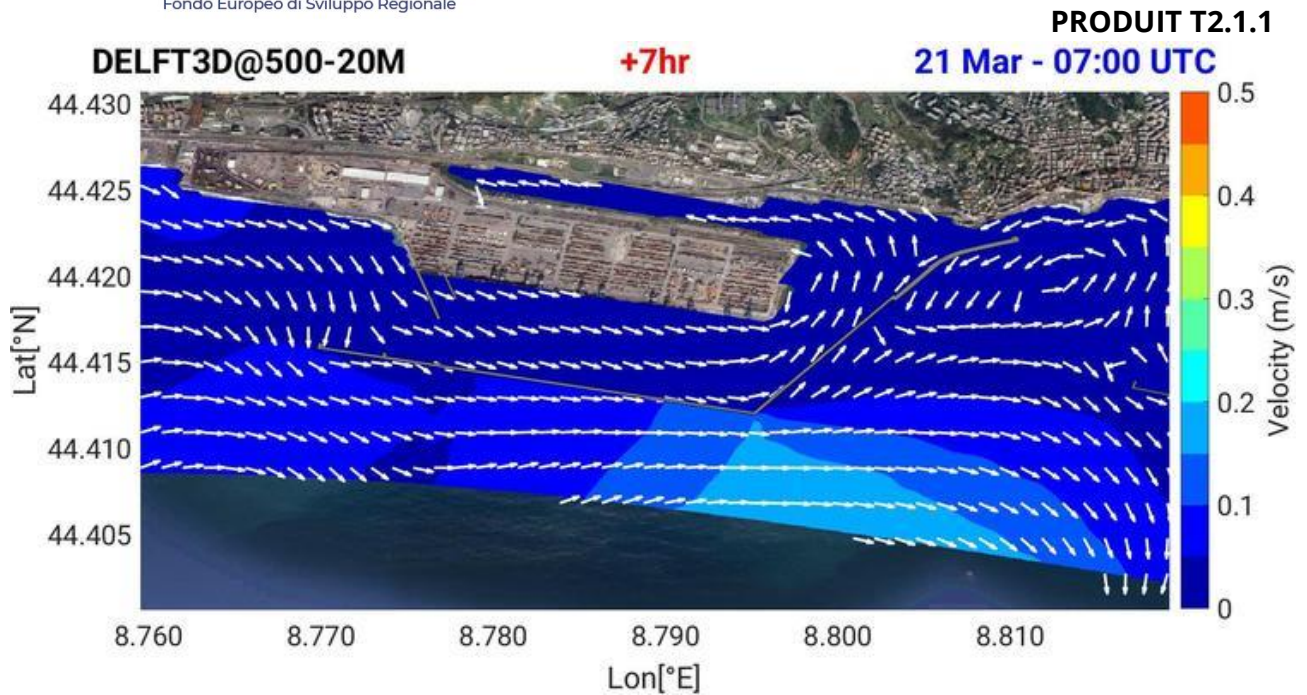 Fondo Europeo di Sviluppo Regionale
PRODUIT T2.1.1
DELFT3D@500-20M +7hr 21 Mar - 07:00 UTC
44.430
44.425
44.420
44.415
44.410
44.405
Lat[°N]
8.760 8.770 8.780 8.790 8.800 8.810
Lon[°E]
0.5
0.4
0.3
0.2
0.1
0
Velocity (m/s)